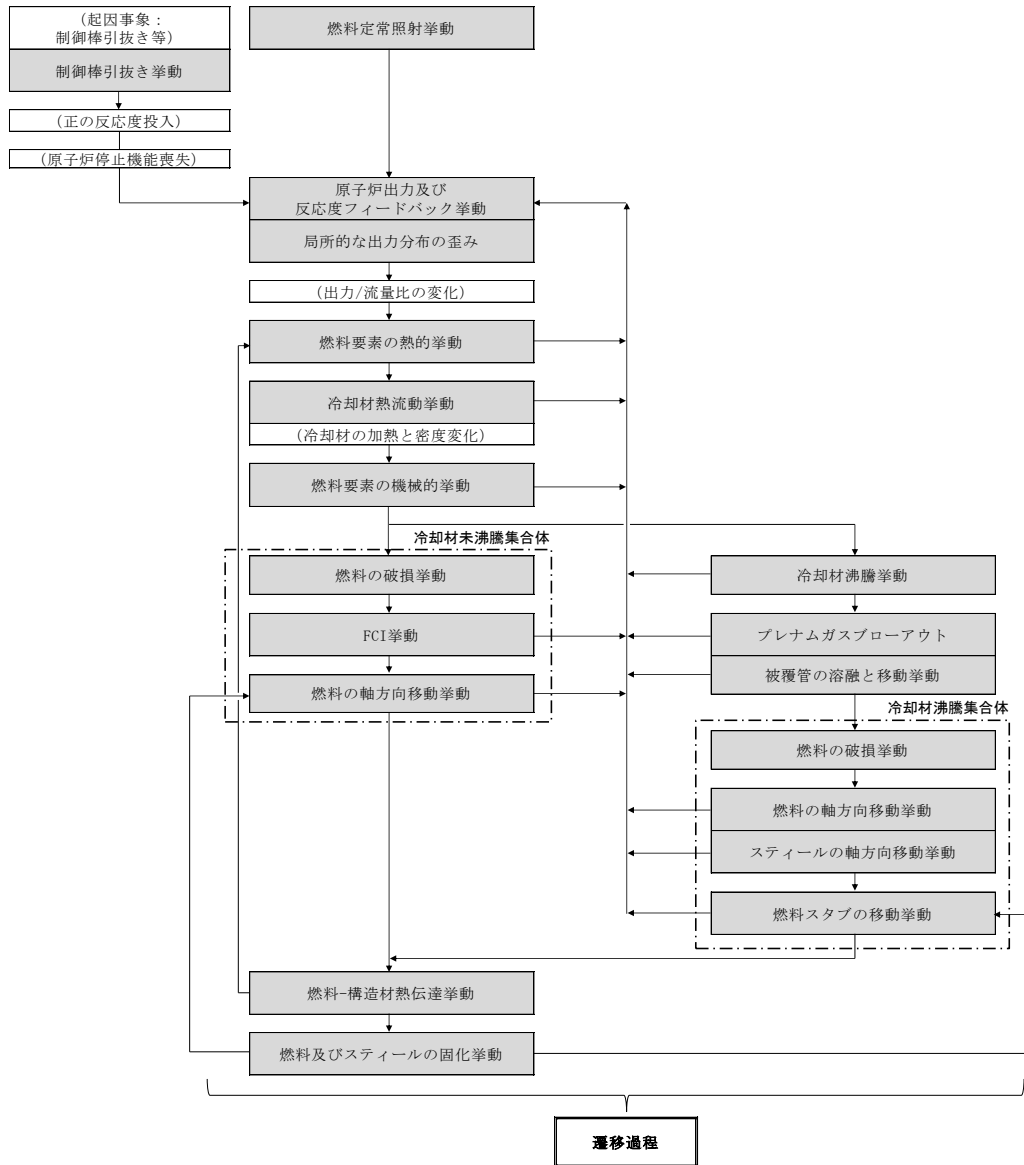 (起因事象：
制御棒引抜き等)
制御棒引抜き挙動
(正の反応度投入)
(原子炉停止機能喪失)
燃料定常照射挙動
原子炉出力及び
反応度フィードバック挙動
局所的な出力分布の歪み
(出力/流量比の変化)
燃料要素の熱的挙動
冷却材熱流動挙動
(冷却材の加熱と密度変化)
燃料要素の機械的挙動
冷却材未沸騰集合体
燃料の破損挙動
FCI挙動
燃料の軸方向移動挙動
冷却材沸騰挙動
プレナムガスブローアウト
被覆管の溶融と移動挙動
冷却材沸騰集合体
燃料の破損挙動
燃料の軸方向移動挙動
スティールの軸方向移動挙動
燃料スタブの移動挙動
燃料-構造材熱伝達挙動
燃料及びスティールの固化挙動
遷移過程